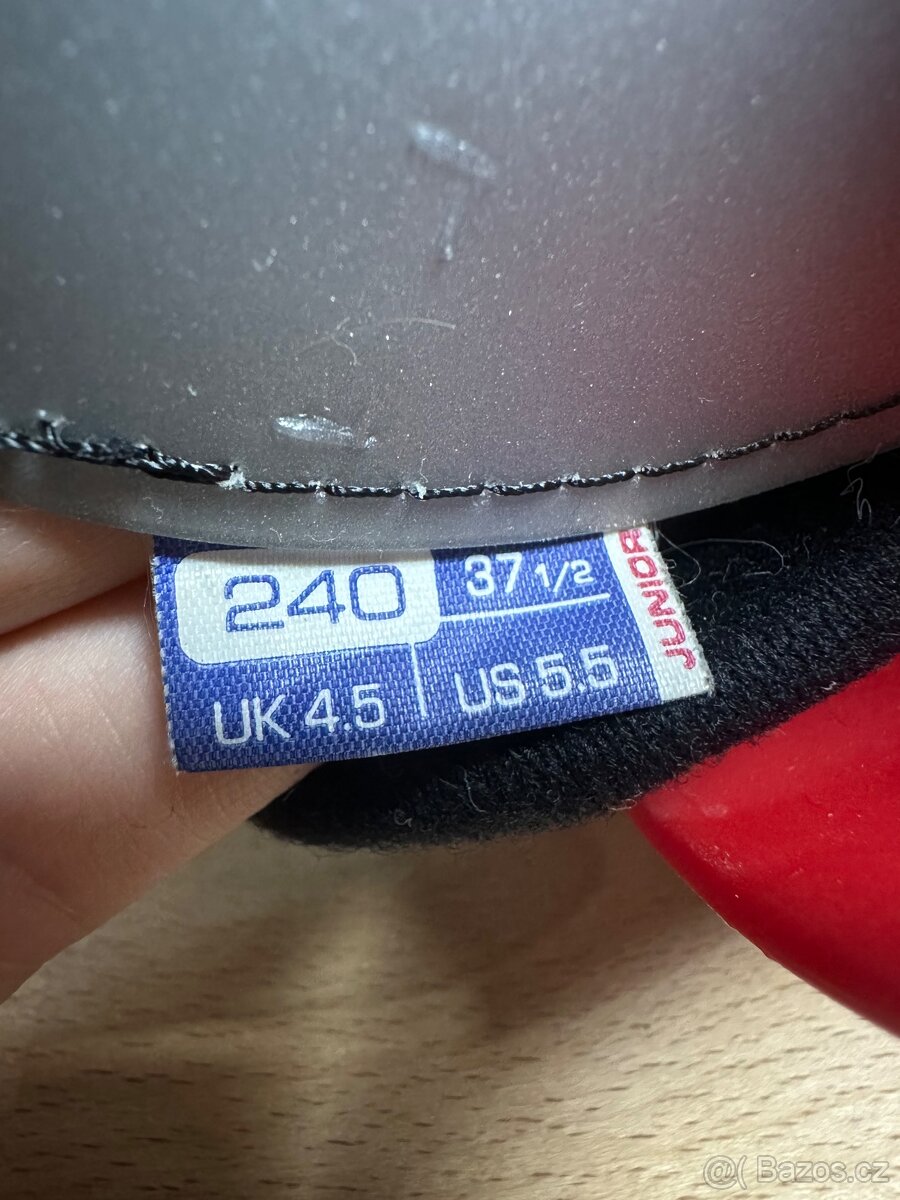 240
37 1/2
UK 4.5
US 5.5
JUNIOR
@( Bazos.cz